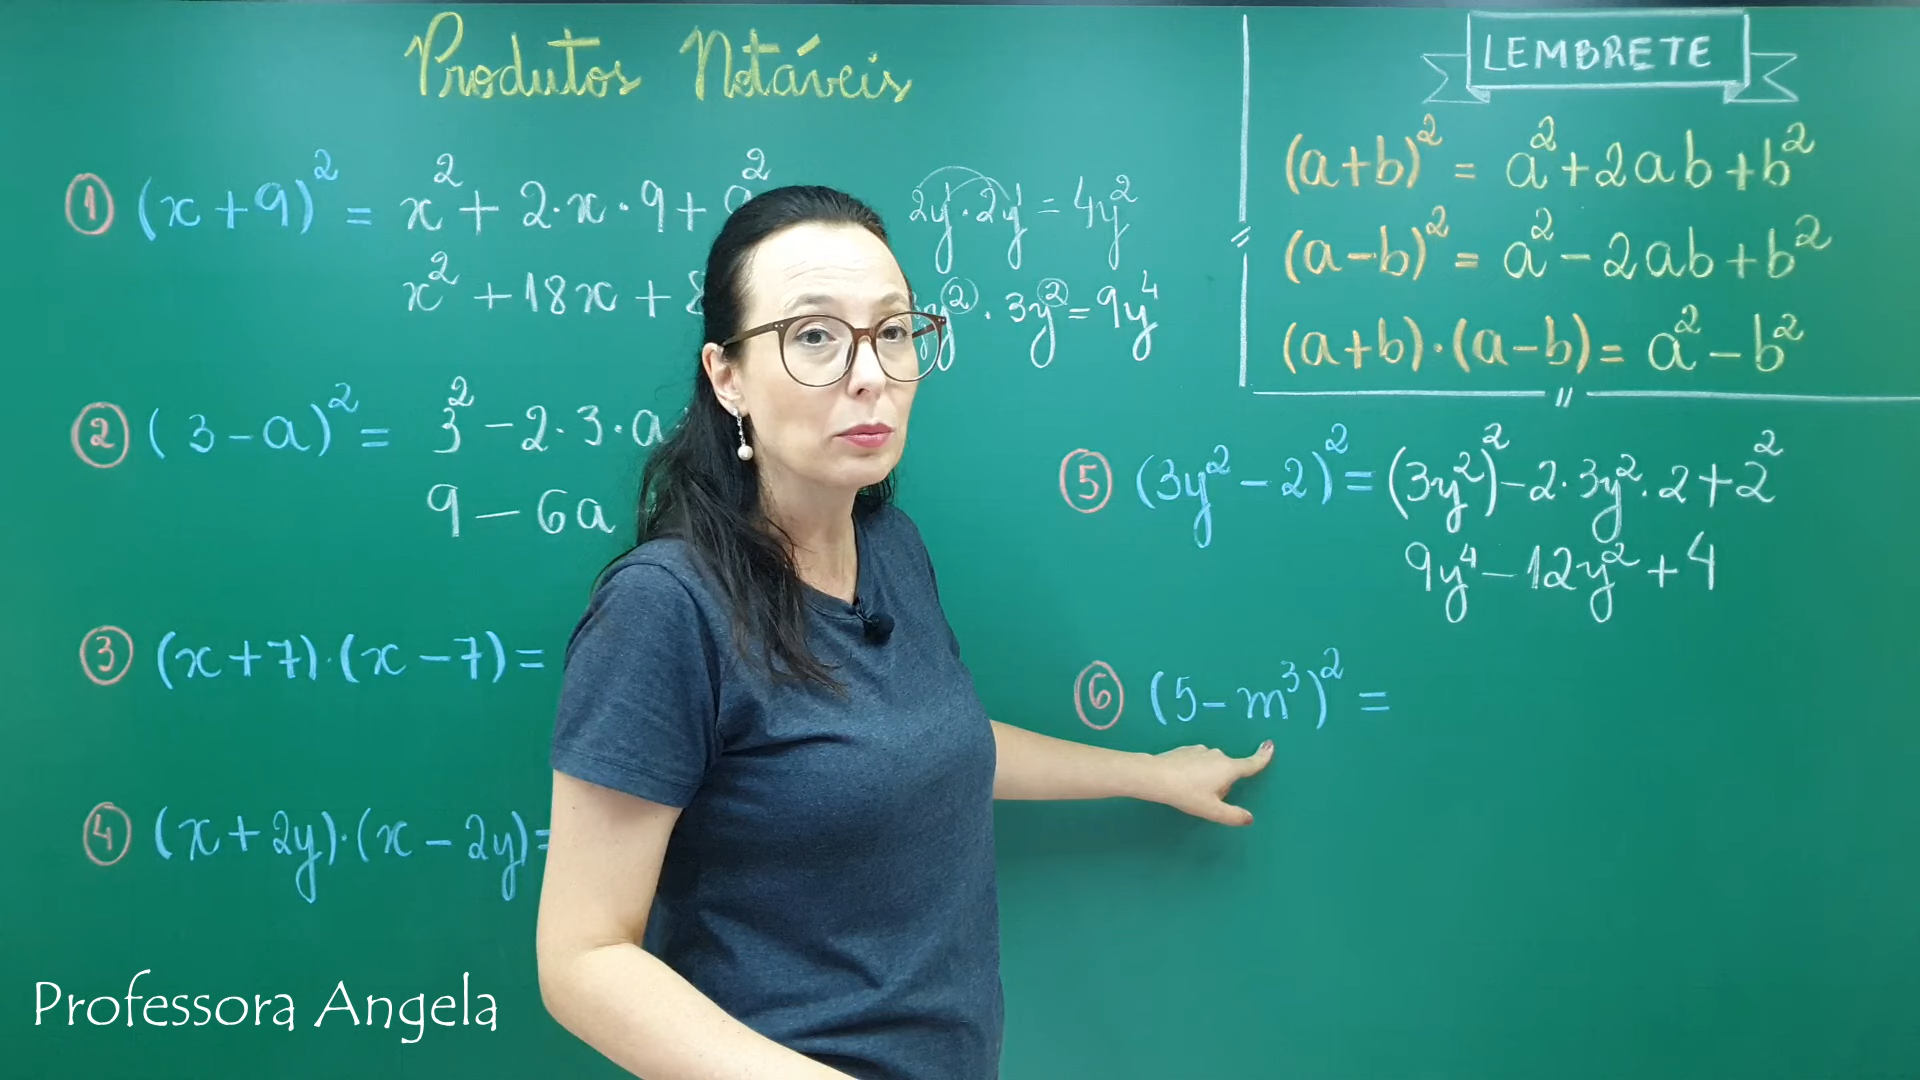 Produtos Notáveis
① (x+9)² = x² + 2·x·9+9²
x² + 18x + 8
② (3-a)² = 3² - 2·3·a
9 - 6a
③ (x+7)·(x-7)=
④ (x+2y)·(x-2y)=
2y·2y = 4y²
3y²·3y² = 9y⁴
LEMBRETE
(a+b)² = a²+2ab+b²
(a-b)² = a²-2ab+b²
(a+b)·(a-b) = a²-b²
⑤ (3y²-2)² = (3y²)²-2·3y².2+2²
9y⁴-12y²+4
⑥ (5-m³)² =
Professora Angela